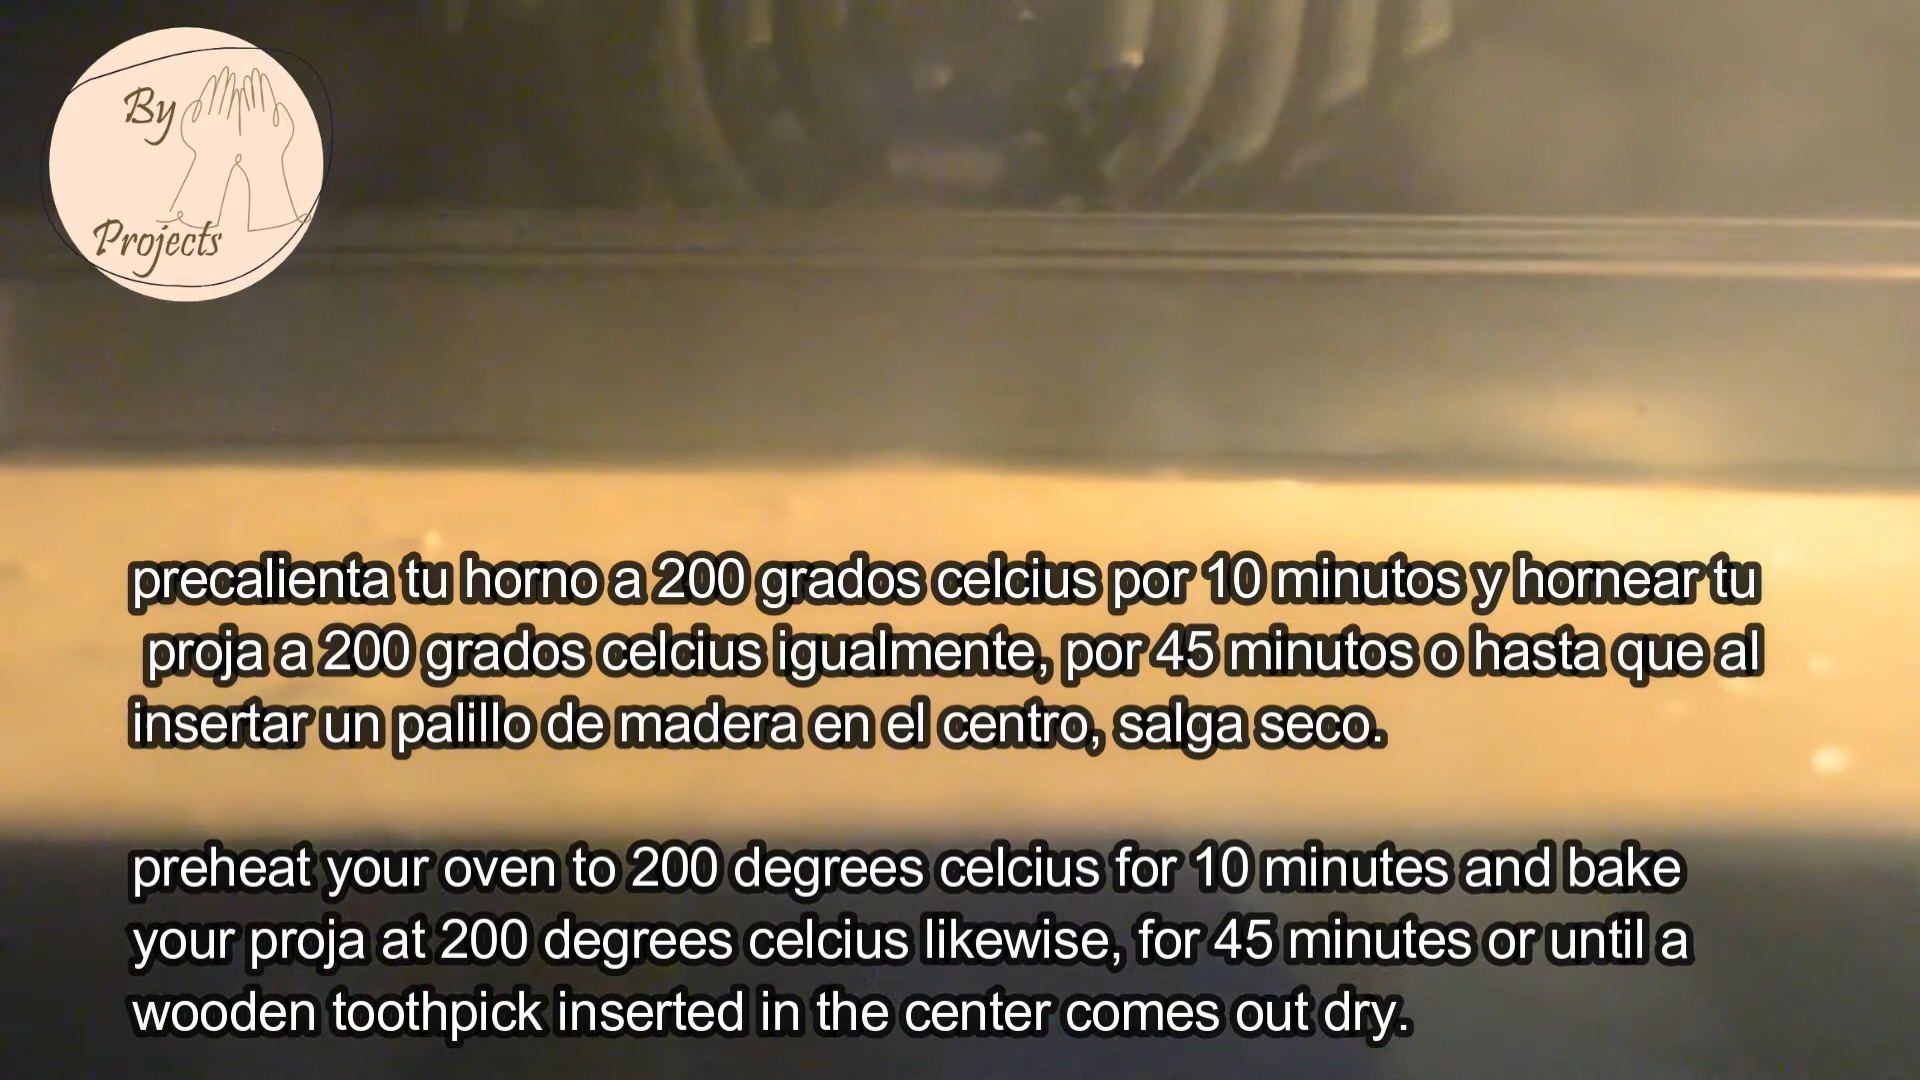 By
Projects
precalienta tu horno a 200 grados celcius por 10 minutos y hornear tu
proja a 200 grados celcius igualmente, por 45 minutos o hasta que al
insertar un palillo de madera en el centro, salga seco.
preheat your oven to 200 degrees celcius for 10 minutes and bake
your proja at 200 degrees celcius likewise, for 45 minutes or until a
wooden toothpick inserted in the center comes out dry.